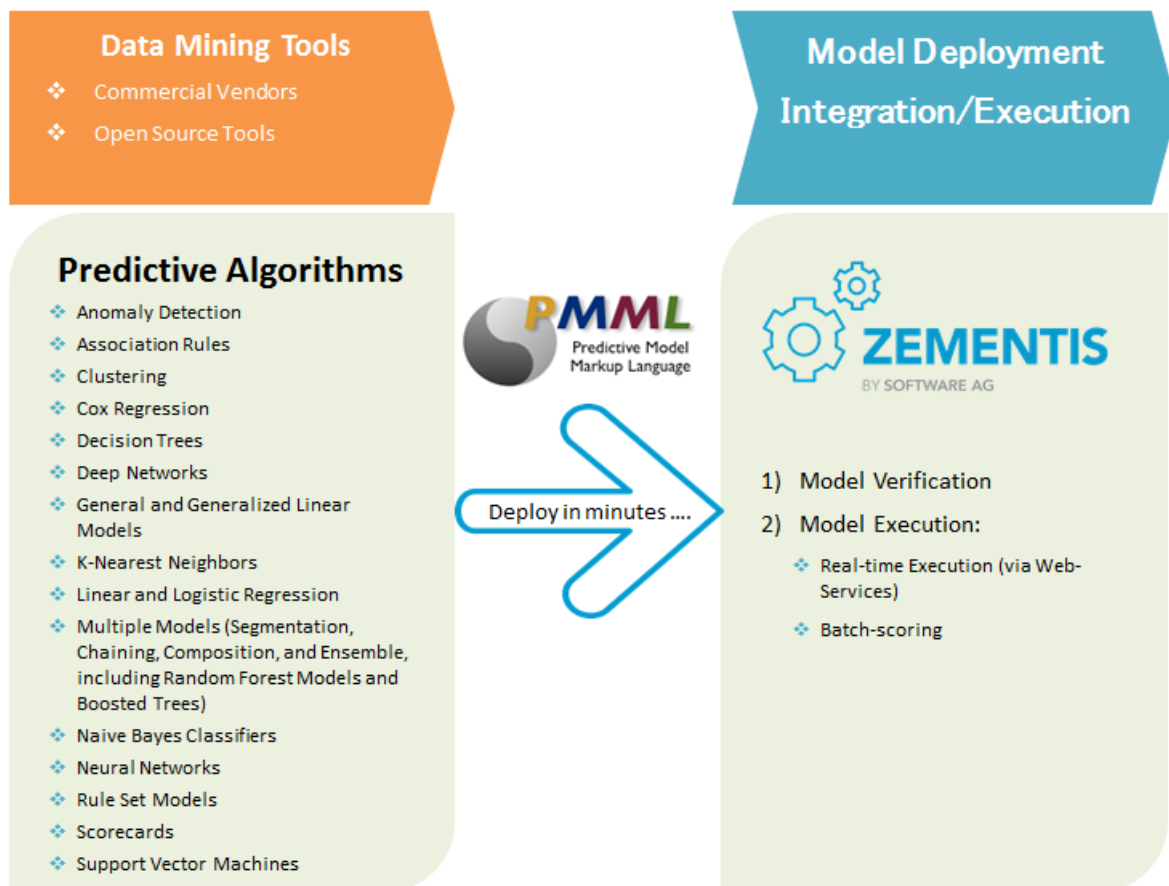 Data Mining Tools
Commercial Vendors
Open Source Tools
Model Deployment
Integration/Execution
Predictive Algorithms
Anomaly Detection
Association Rules
Clustering
Cox Regression
Decision Trees
Deep Networks
General and Generalized Linear
Models
K-Nearest Neighbors
Linear and Logistic Regression
Multiple Models (Segmentation,
Chaining, Composition, and Ensemble,
including Random Forest Models and
Boosted Trees)
Naive Bayes Classifiers
Neural Networks
Rule Set Models
Scorecards
Support Vector Machines
PMML
Predictive Model
Markup Language
Deploy in minutes ....
ZEMENTIS
BY SOFTWARE AG
1) Model Verification
2) Model Execution:
Real-time Execution (via Web-
Services)
Batch-scoring